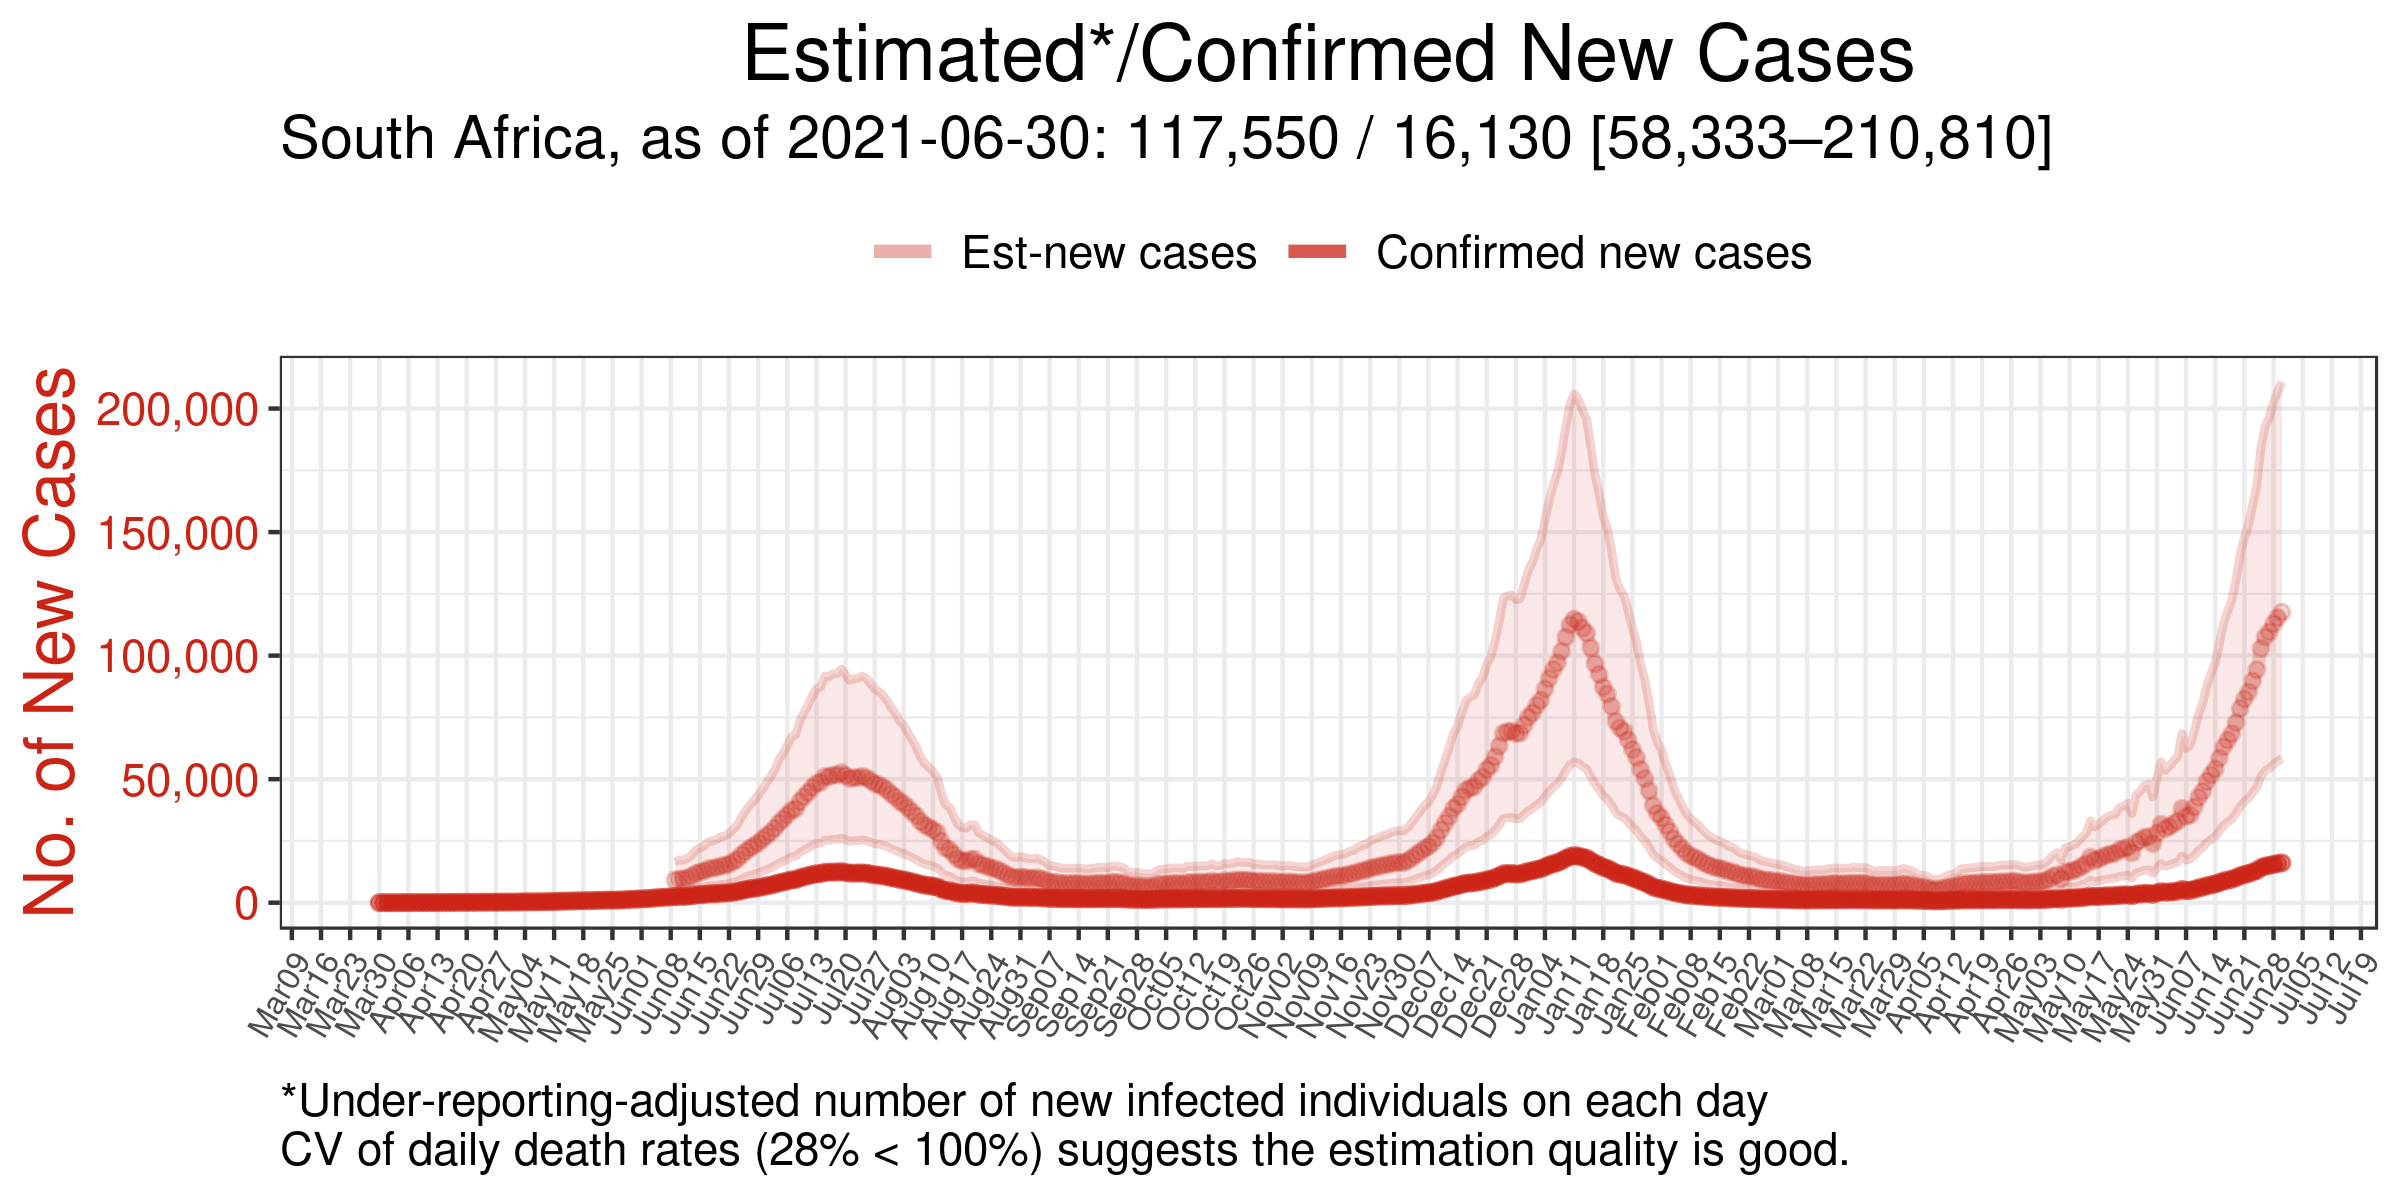 Estimated*/Confirmed New Cases
South Africa, as of 2021-06-30: 117,550 / 16,130 [58,333–210,810]
Est-new cases
Confirmed new cases
No. of New Cases
200,000
150,000
100,000
50,000
0
Mar09
Mar16
Mar23
Mar30
Apr06
Apr13
Apr20
Apr27
May04
May11
May18
May25
Jun01
Jun08
Jun15
Jun22
Jun29
Jul06
Jul13
Jul20
Jul27
Aug03
Aug10
Aug17
Aug24
Aug31
Sep07
Sep14
Sep21
Sep28
Oct05
Oct12
Oct19
Oct26
Nov02
Nov09
Nov16
Nov23
Nov30
Dec07
Dec14
Dec21
Dec28
Jan04
Jan11
Jan18
Jan25
Feb01
Feb08
Feb15
Feb22
Mar01
Mar08
Mar15
Mar22
Mar29
Apr05
Apr12
Apr19
Apr26
May03
May10
May17
May24
May31
Jun07
Jun14
Jun21
Jun28
Jul05
Jul12
Jul19
*Under-reporting-adjusted number of new infected individuals on each day
CV of daily death rates (28% < 100%) suggests the estimation quality is good.